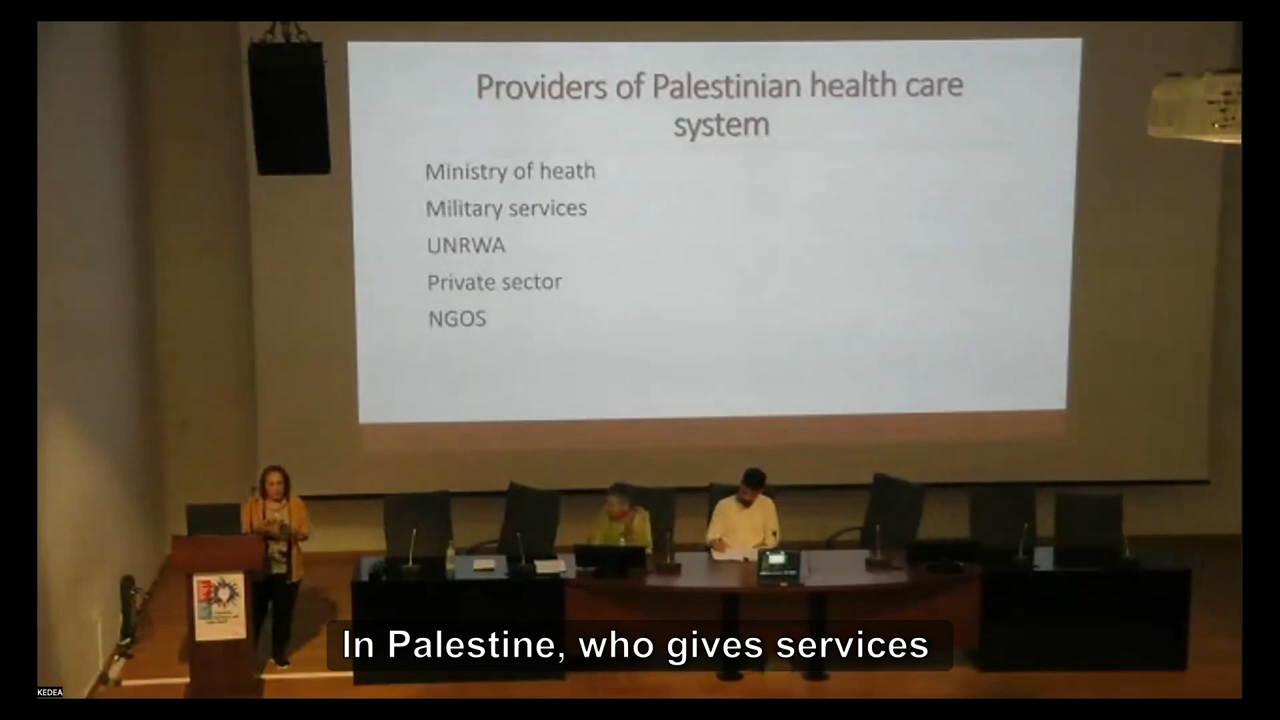 Providers of Palestinian health care
system
Ministry of heath
Military services
UNRWA
Private sector
NGOS
In Palestine, who gives services
KEDEA